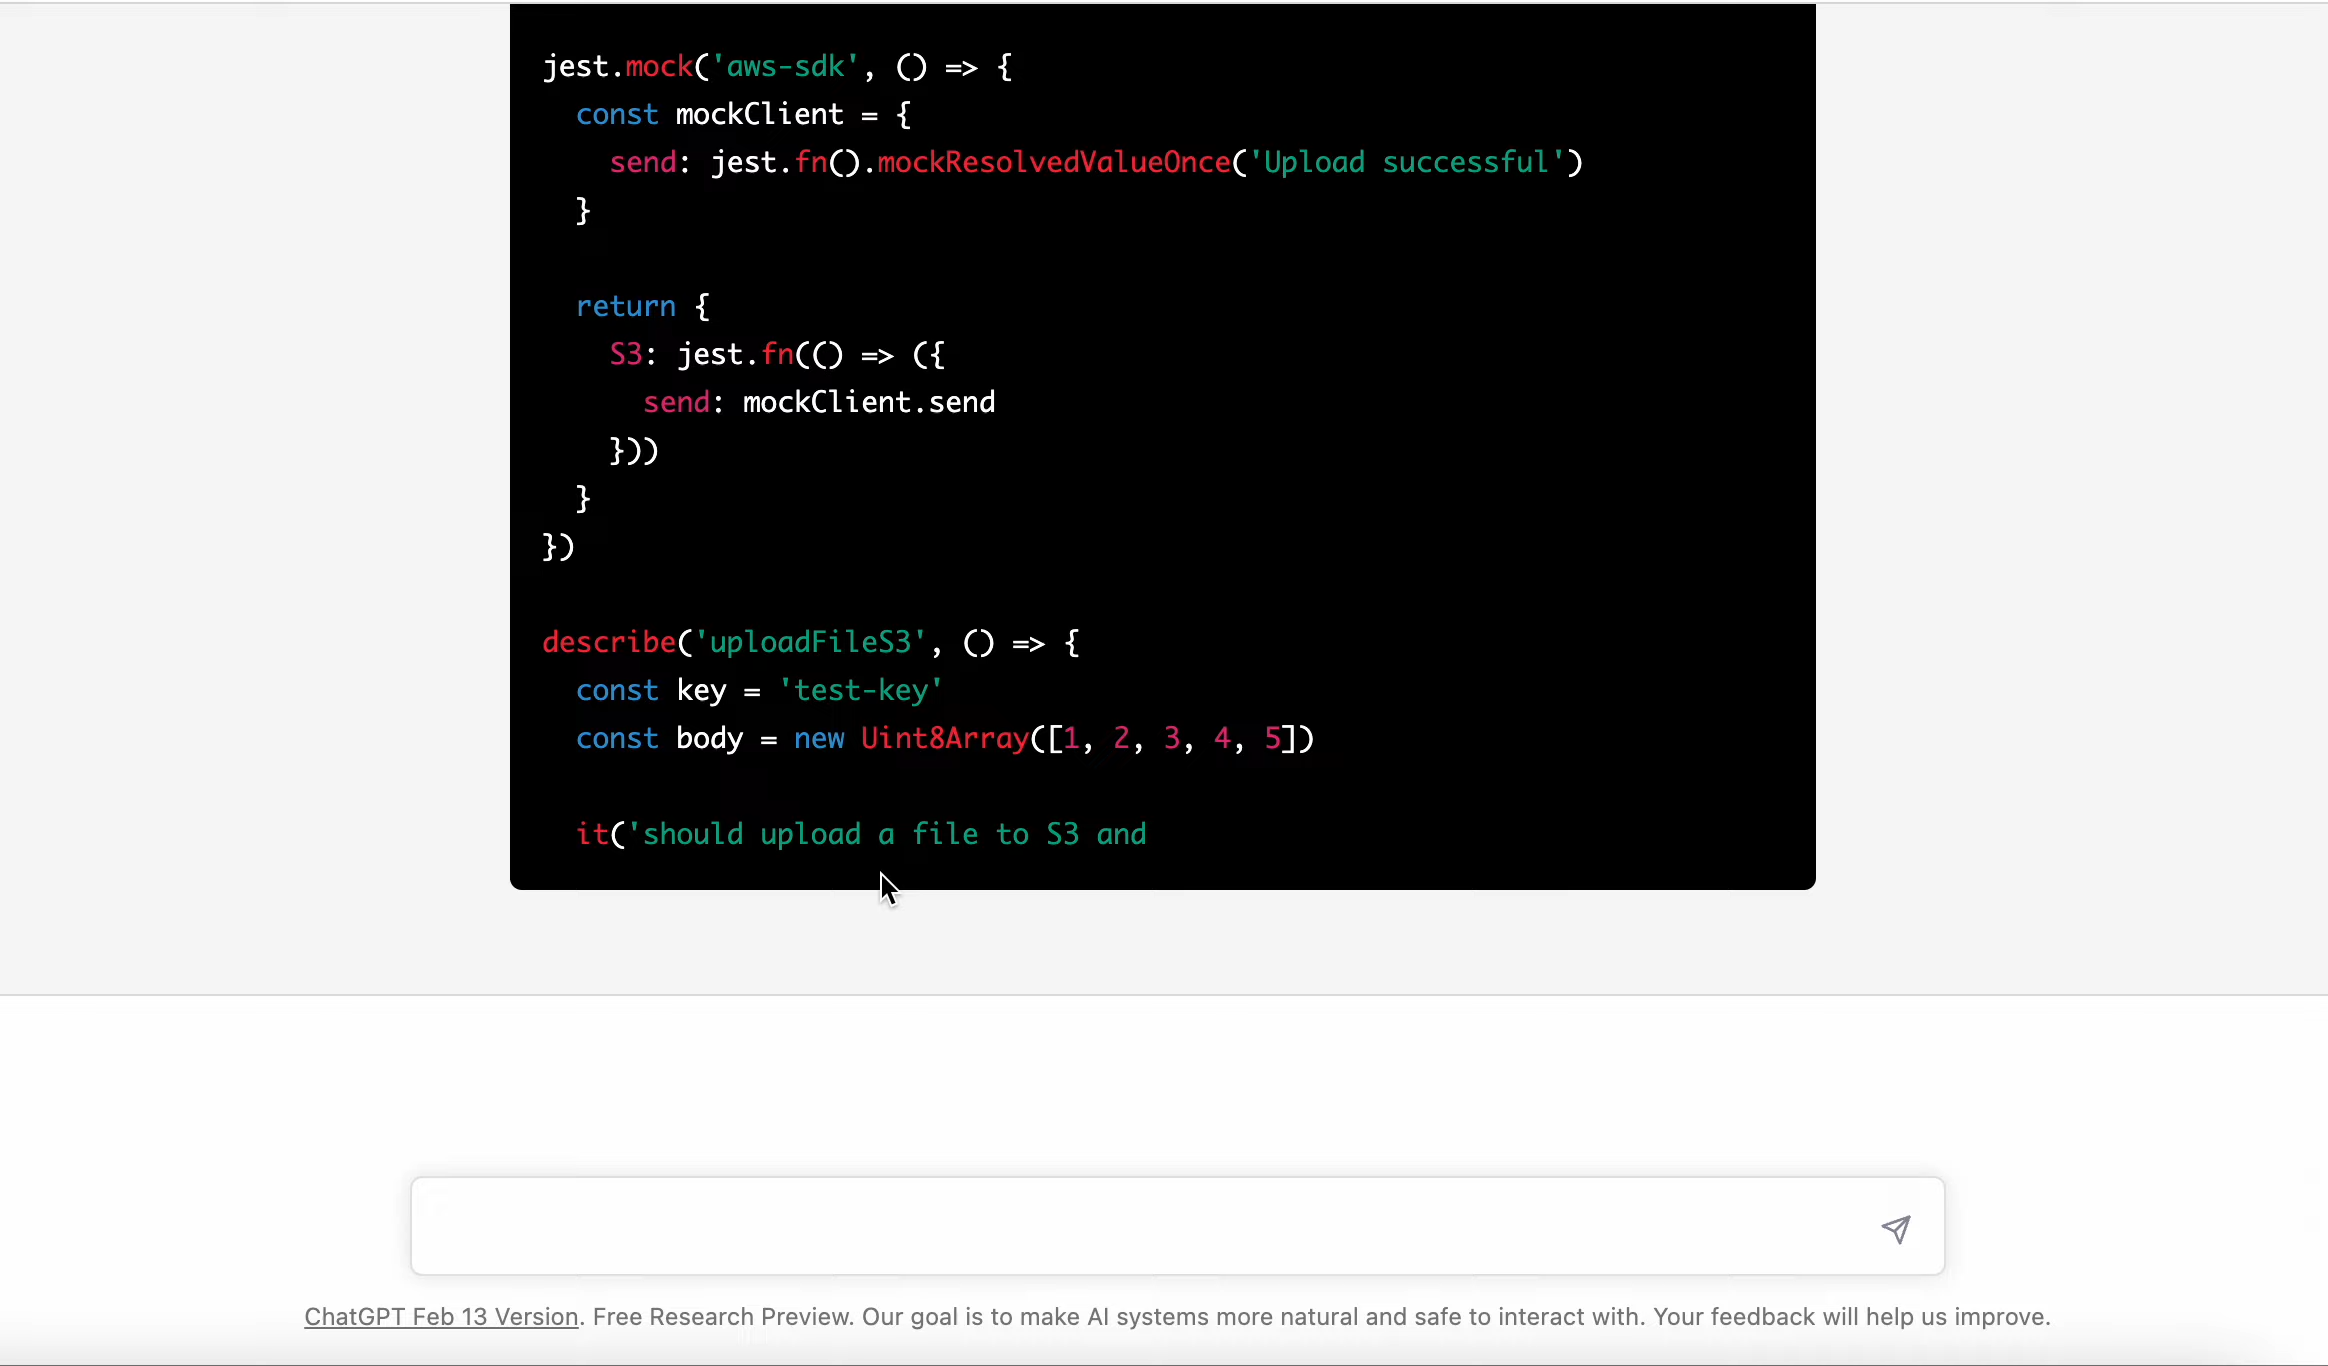 jest.mock('aws-sdk', () => {
  const mockClient = {
    send: jest.fn().mockResolvedValueOnce('Upload successful')
  }
  return {
    S3: jest.fn(() => ({
      send: mockClient.send
    }))
  }
})
describe('uploadFileS3', () => {
  const key = 'test-key'
  const body = new Uint8Array([1, 2, 3, 4, 5])
  it('should upload a file to S3 and
ChatGPT Feb 13 Version. Free Research Preview. Our goal is to make AI systems more natural and safe to interact with. Your feedback will help us improve.